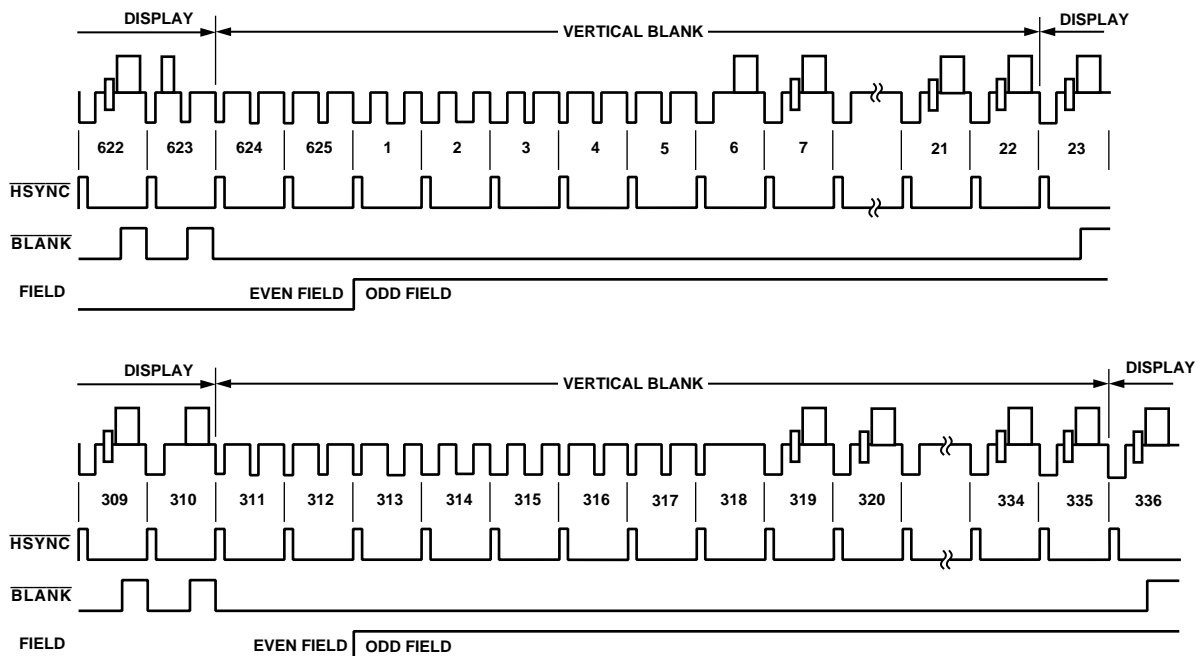 DISPLAY VERTICAL BLANK DISPLAY
622 623 624 625 1 2 3 4 5 6 7 21 22 23
HSYNC
BLANK
FIELD EVEN FIELD ODD FIELD
DISPLAY VERTICAL BLANK DISPLAY
309 310 311 312 313 314 315 316 317 318 319 320 334 335 336
HSYNC
BLANK
FIELD EVEN FIELD ODD FIELD